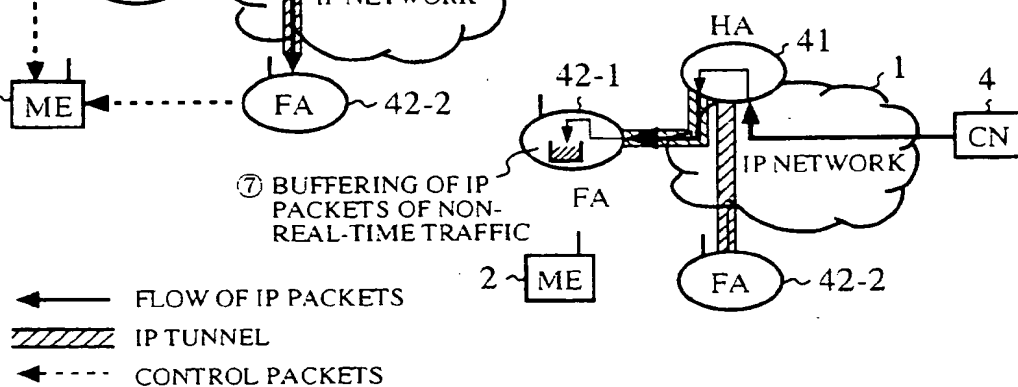 IP NETWORK
ME
FA
42-2
HA
41
42-1
1
4
CN
IP NETWORK
⑦ BUFFERING OF IP
PACKETS OF NON-
REAL-TIME TRAFFIC
FA
2
ME
FA
42-2
FLOW OF IP PACKETS
IP TUNNEL
CONTROL PACKETS